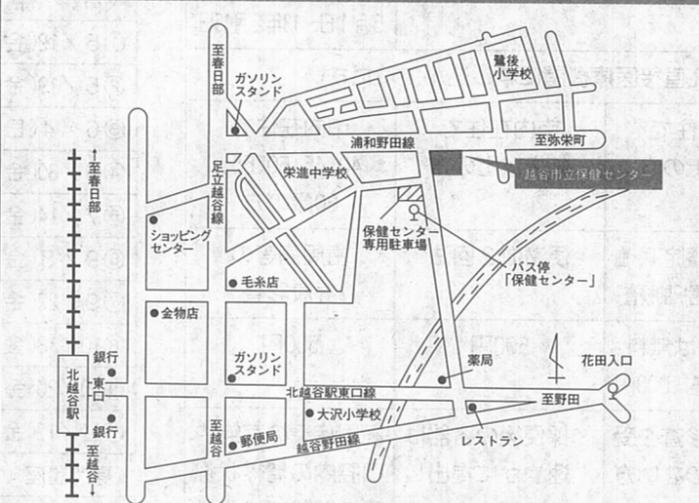 至春日部
ガソリン
スタンド
鷺後
小学校
浦和野田線
至弥栄町
越谷市立保健センター
足立越谷線
栄進中学校
←至春日部
保健センター
専用駐車場
ショッピング
センター
バス停
「保健センター」
毛糸店
金物店
銀行
東口
銀行
北越谷駅
ガソリン
スタンド
薬局
花田入口
北越谷駅東口線
至野田
大沢小学校
至越谷
郵便局
越谷野田線
レストラン
至越谷→